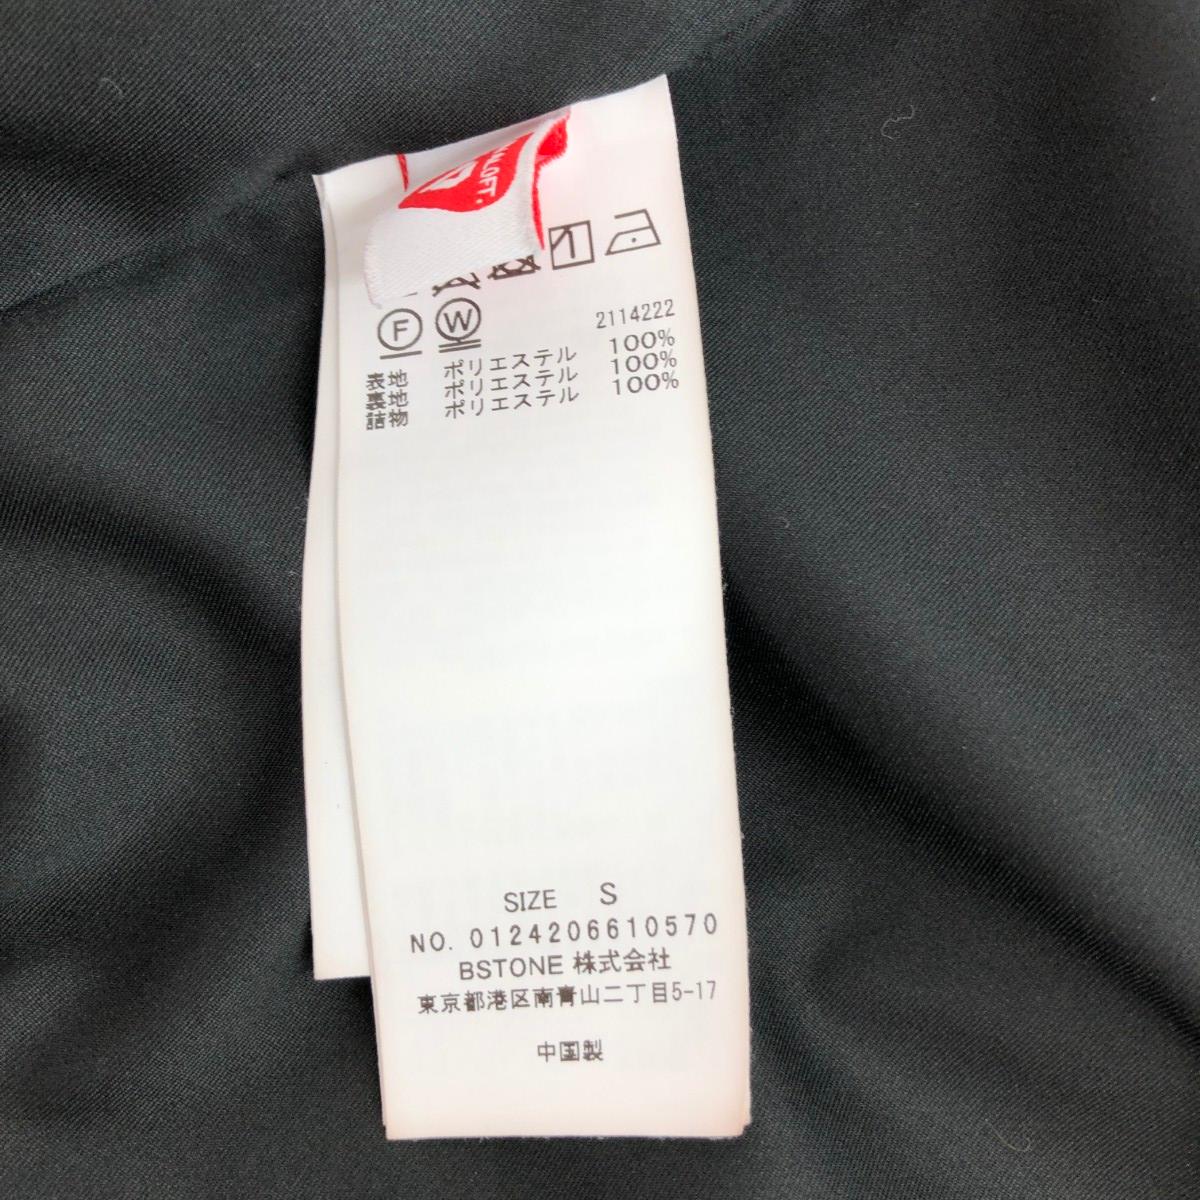 LOFT.
F W
2114222
表地 ポリエステル 100%
裏地 ポリエステル 100%
詰物 ポリエステル 100%
SIZE S
NO. 0124206610570
BSTONE 株式会社
東京都港区南青山二丁目5-17
中国製